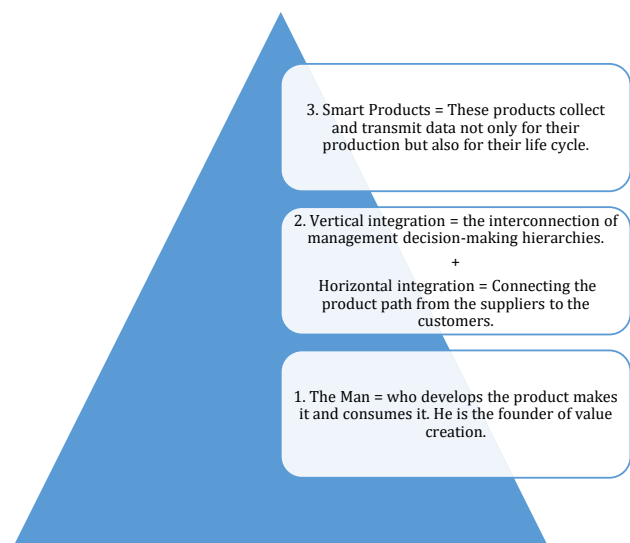 3. Smart Products = These products collect
and transmit data not only for their
production but also for their life cycle.
2. Vertical integration = the interconnection of
management decision-making hierarchies.
+
Horizontal integration = Connecting the
product path from the suppliers to the
customers.
1. The Man = who develops the product makes
it and consumes it. He is the founder of value
creation.